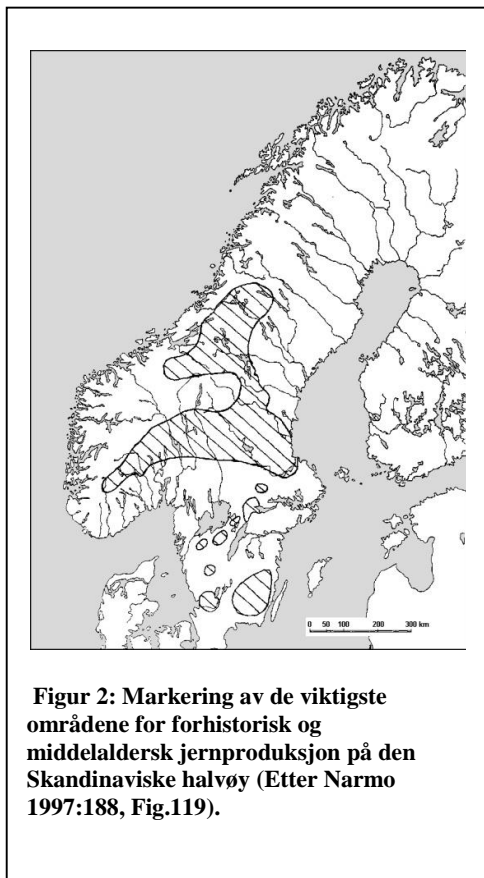 0 50 100 200 300 km
Figur 2: Markering av de viktigste
områdene for forhistorisk og
middelaldersk jernproduksjon på den
Skandinaviske halvøy (Etter Narmo
1997:188, Fig.119).